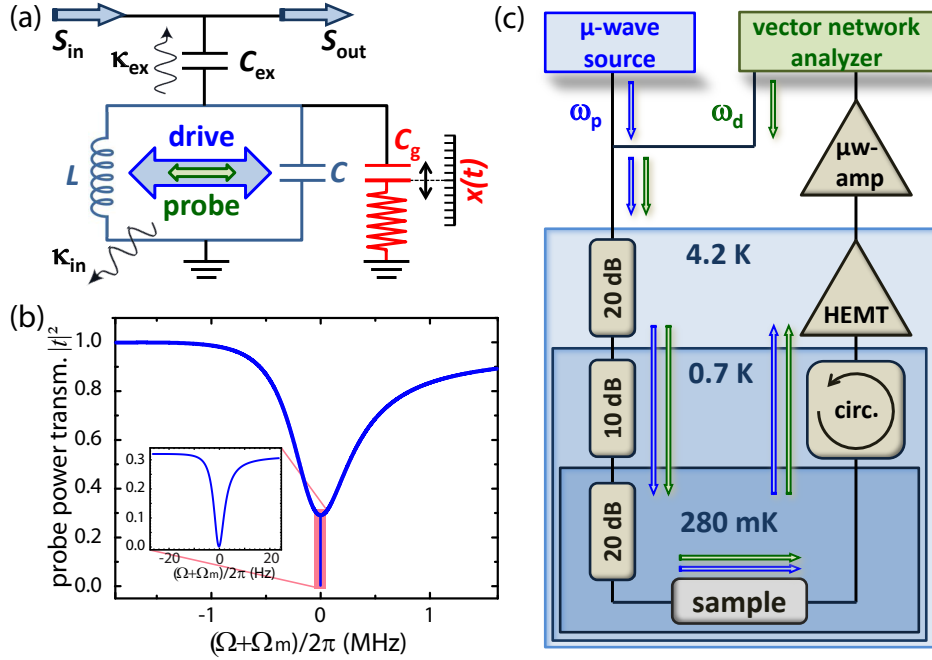 (a)
S_in
S_out
κ_ex
C_ex
drive
L
C
C_g
probe
x(t)
κ_in
(b)
probe power transm. |t|²
1.0
0.8
0.6
0.4
0.2
0.0
-1
0
1
(Ω+Ω_m)/2π (MHz)
0.3
0.2
0.1
0.0
-20
0
20
(Ω+Ω_m)/2π (Hz)
(c)
μ-wave
source
vector network
analyzer
ω_p
ω_d
μw-
amp
4.2 K
20 dB
HEMT
0.7 K
10 dB
circ.
280 mK
20 dB
sample